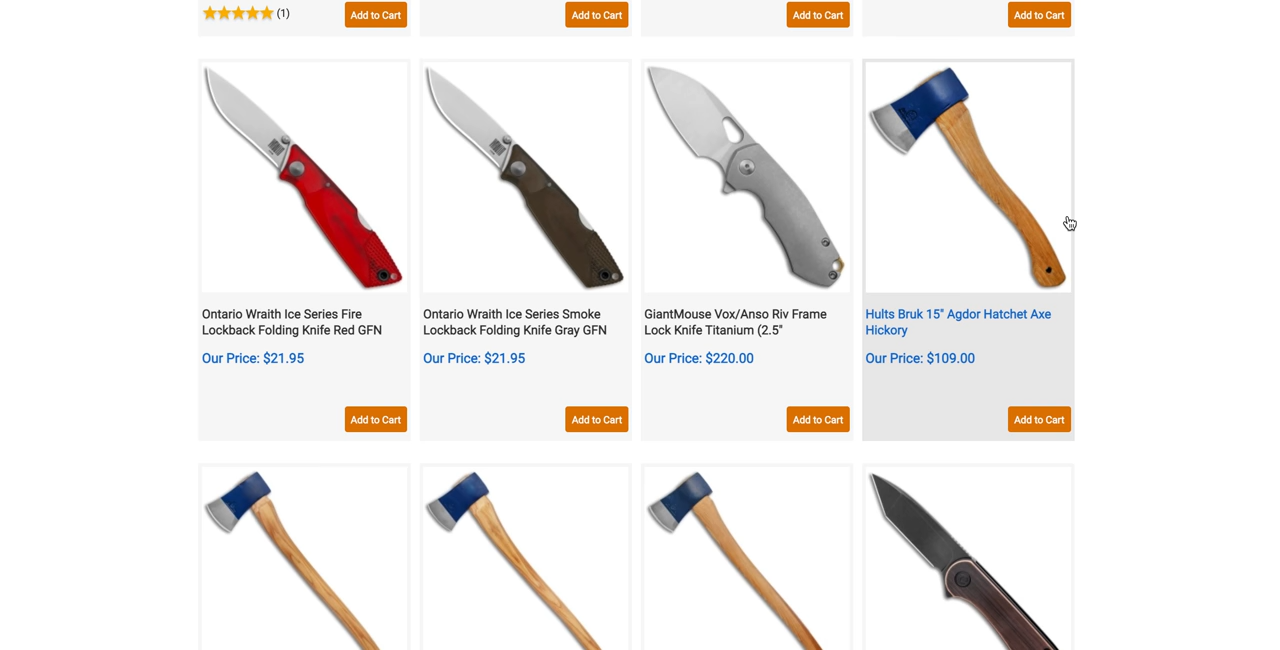 (1)
Add to Cart
Add to Cart
Add to Cart
Add to Cart
Ontario Wraith Ice Series Fire
Lockback Folding Knife Red GFN
Our Price: $21.95
Add to Cart
Ontario Wraith Ice Series Smoke
Lockback Folding Knife Gray GFN
Our Price: $21.95
Add to Cart
GiantMouse Vox/Anso Riv Frame
Lock Knife Titanium (2.5"
Our Price: $220.00
Add to Cart
Hults Bruk 15" Agdor Hatchet Axe
Hickory
Our Price: $109.00
Add to Cart